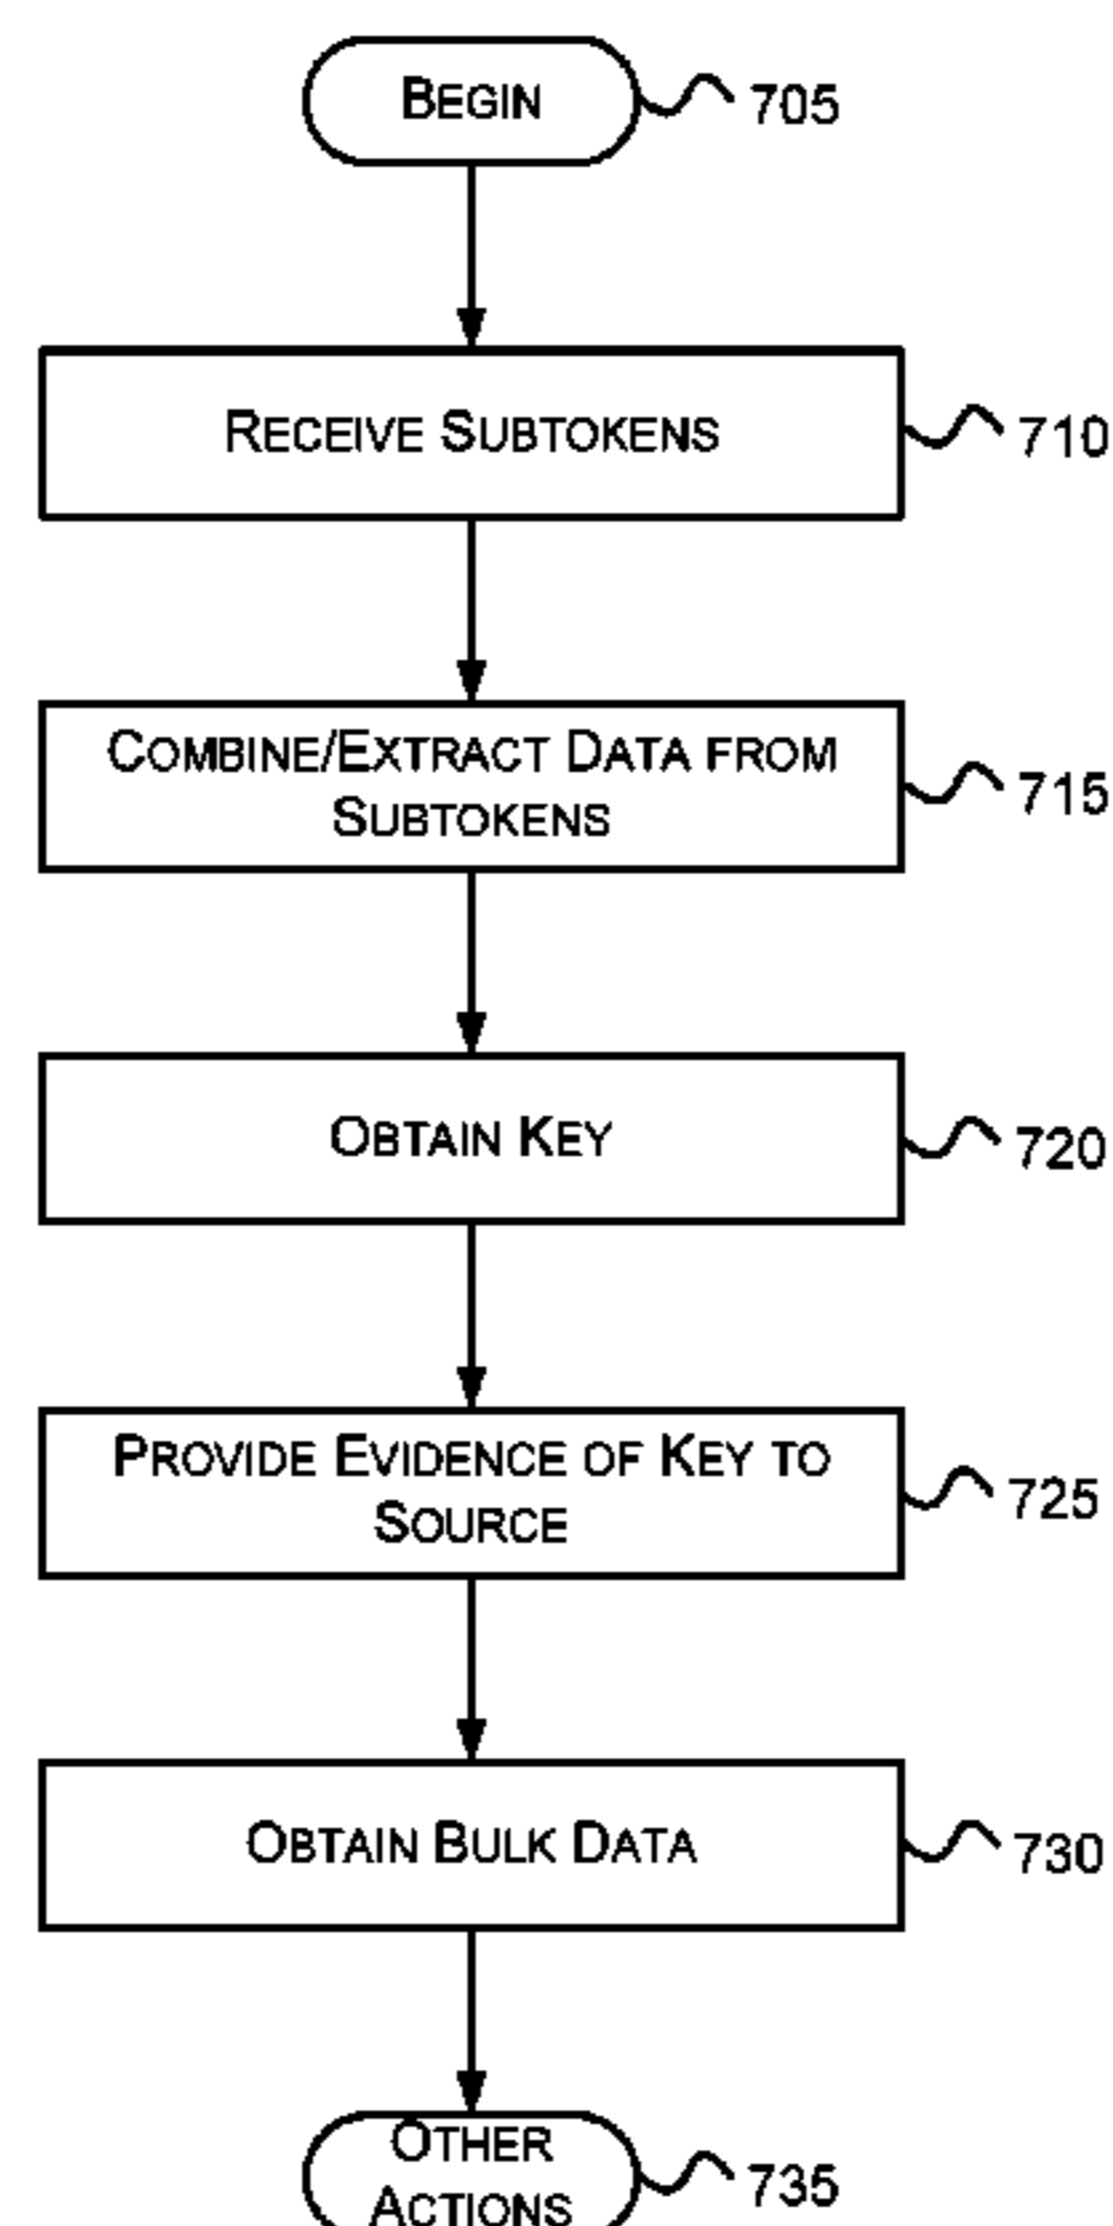 BEGIN
705
RECEIVE SUBTOKENS
710
COMBINE/EXTRACT DATA FROM
SUBTOKENS
715
OBTAIN KEY
720
PROVIDE EVIDENCE OF KEY TO
SOURCE
725
OBTAIN BULK DATA
730
OTHER
ACTIONS
735